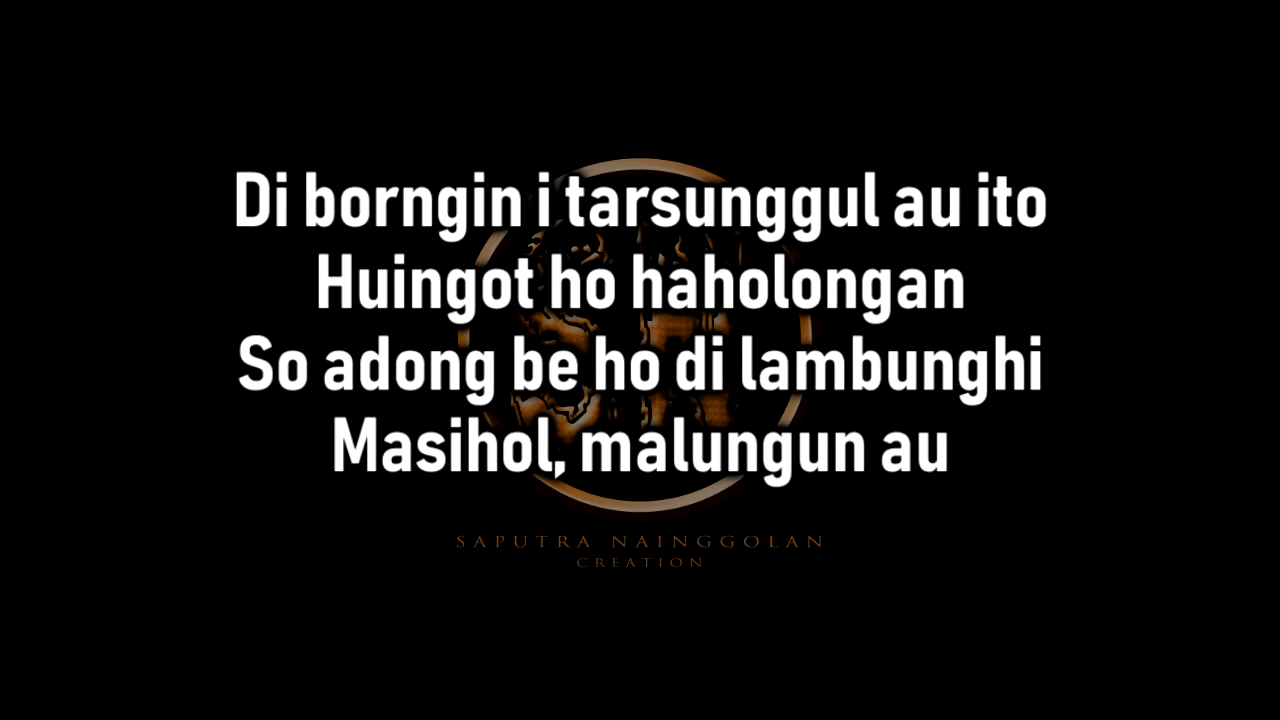 Di borngin i tarsunggul au ito
Huingot ho haholongan
So adong be ho di lambunghi
Masihol, malungun au
SAPUTRA NAINGGOLAN
CREATION